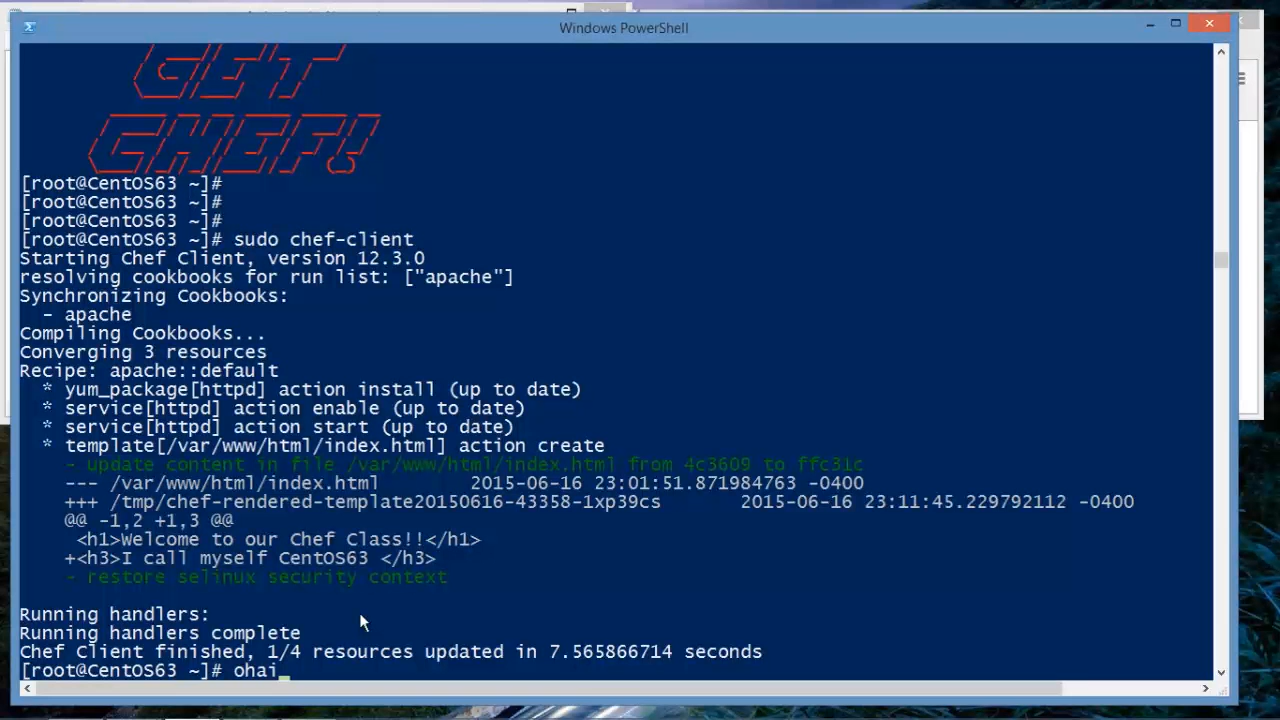 Windows PowerShell
GET
CHEF!
[root@CentOS63 ~]#
[root@CentOS63 ~]#
[root@CentOS63 ~]#
[root@CentOS63 ~]# sudo chef-client
Starting Chef Client, version 12.3.0
resolving cookbooks for run list: ["apache"]
Synchronizing Cookbooks:
  - apache
Compiling Cookbooks...
Converging 3 resources
Recipe: apache::default
  * yum_package[httpd] action install (up to date)
  * service[httpd] action enable (up to date)
  * service[httpd] action start (up to date)
  * template[/var/www/html/index.html] action create
    - update content in file /var/www/html/index.html from 4c3609 to ffc31c
    --- /var/www/html/index.html        2015-06-16 23:01:51.871984763 -0400
    +++ /tmp/chef-rendered-template20150616-43358-1xp39cs       2015-06-16 23:11:45.229792112 -0400
    @@ -1,2 +1,3 @@
     <h1>Welcome to our Chef Class!!</h1>
    +<h3>I call myself CentOS63 </h3>
    - restore selinux security context
Running handlers:
Running handlers complete
Chef Client finished, 1/4 resources updated in 7.565866714 seconds
[root@CentOS63 ~]# ohai